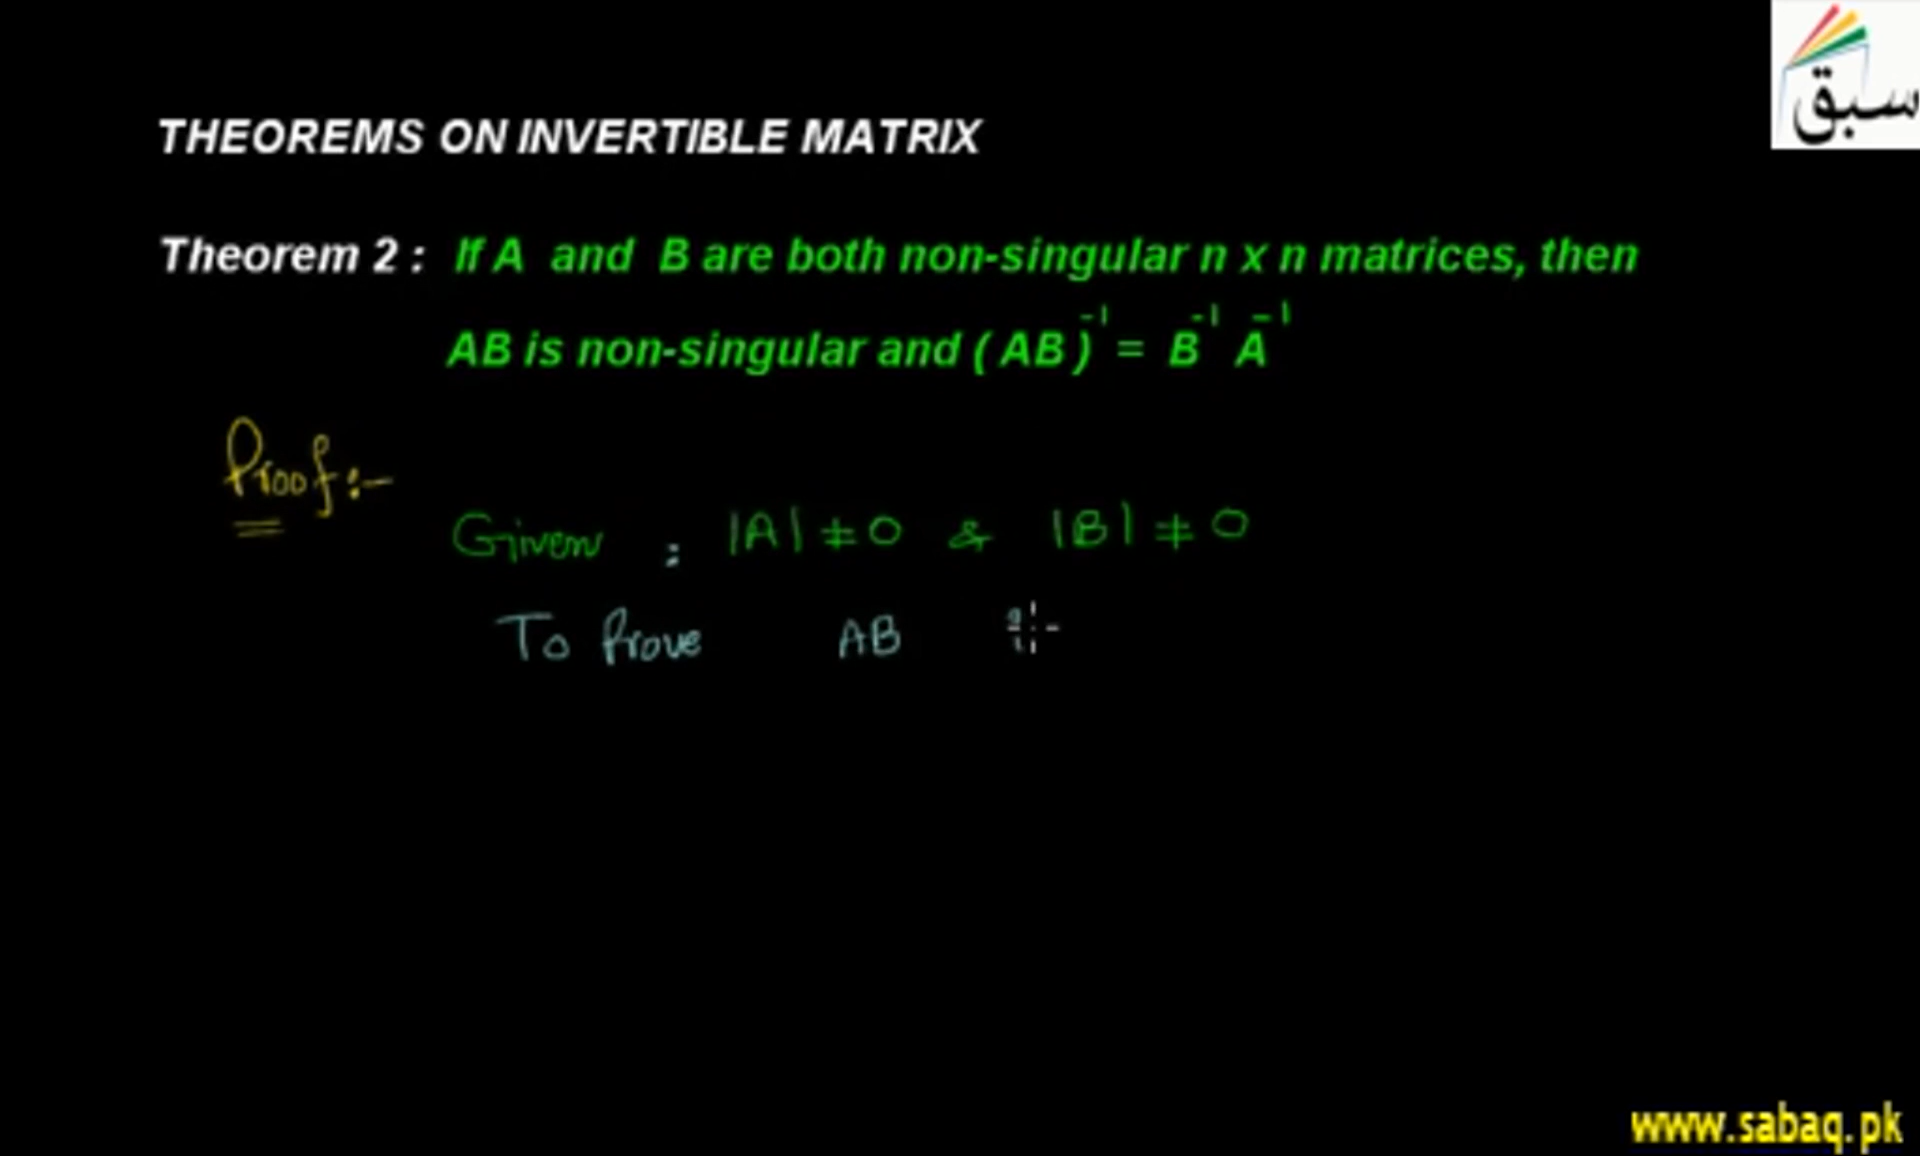 سبق
THEOREMS ON INVERTIBLE MATRIX
Theorem 2 : If A and B are both non-singular n x n matrices, then
AB is non-singular and ( AB )⁻¹ = B⁻¹ A⁻¹
Proof :-
Given : |A| ≠ 0 & |B| ≠ 0
To Prove AB
www.sabaq.pk